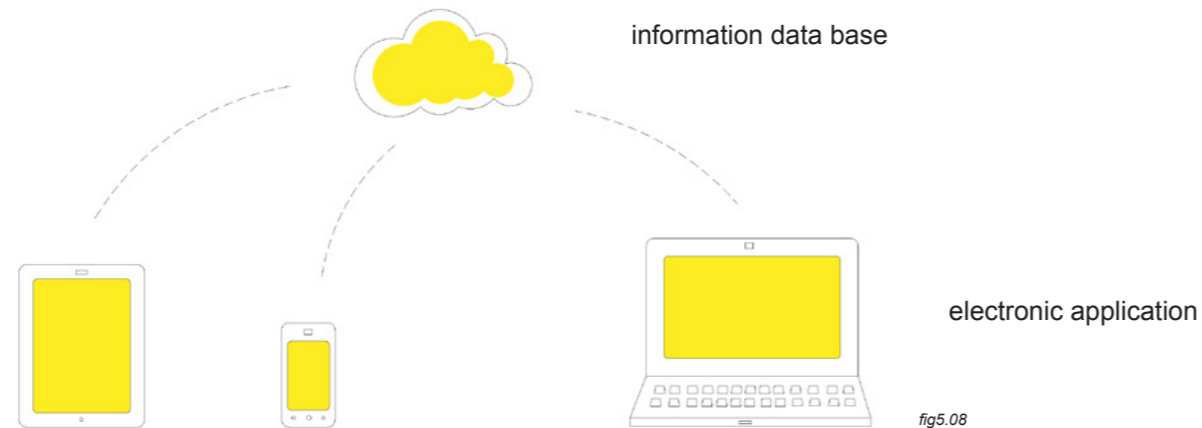 information data base
electronic application
fig5.08